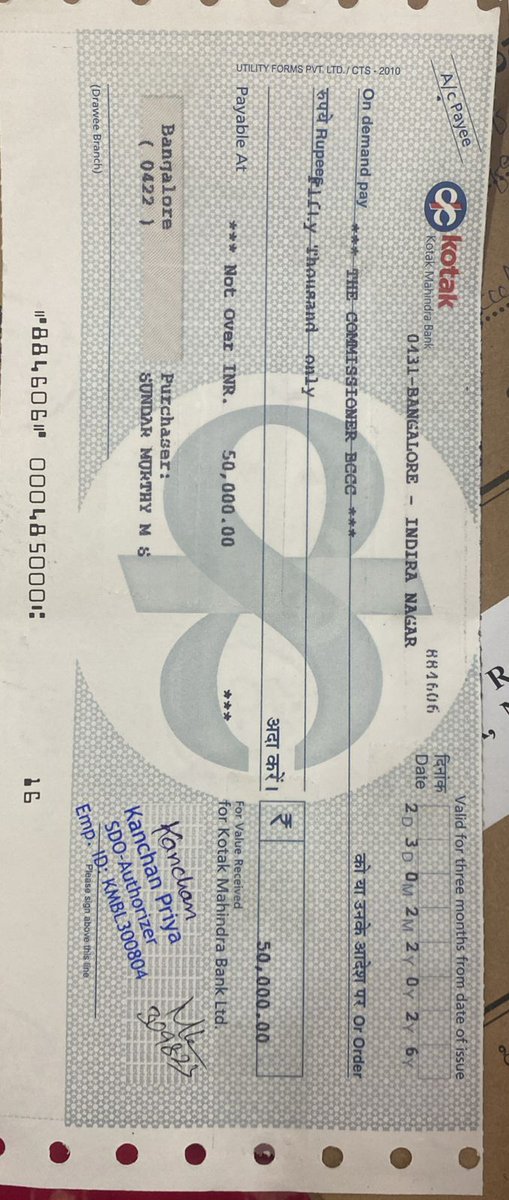 A/c Payee
kotak
Kotak Mahindra Bank
0431-BANGALORE - INDIRA NAGAR
884606
Valid for three months from date of issue
दिनांक
Date 2 3 0 2 2 0 2 6
D D M M Y Y Y Y
On demand pay *** THE COMMISSIONER BCCC ***
को या उनके आदेश पर Or Order
रुपये Rupees Fifty Thousand only
अदा करें।
₹ 50,000.00
Payable At *** Not Over INR. 50,000.00 ***
For Value Received
for Kotak Mahindra Bank Ltd.
Bangalore
( 0422 )
Purchaser:
SUNDAR MURTHY M S
(Drawee Branch)
Kanchan
Kanchan Priya
SDO-Authorizer
Emp. ID: KMBL300804
Please sign above this line
UTILITY FORMS PVT. LTD. / CTS - 2010
⑈884606⑈ 000485000⑆ 16
R